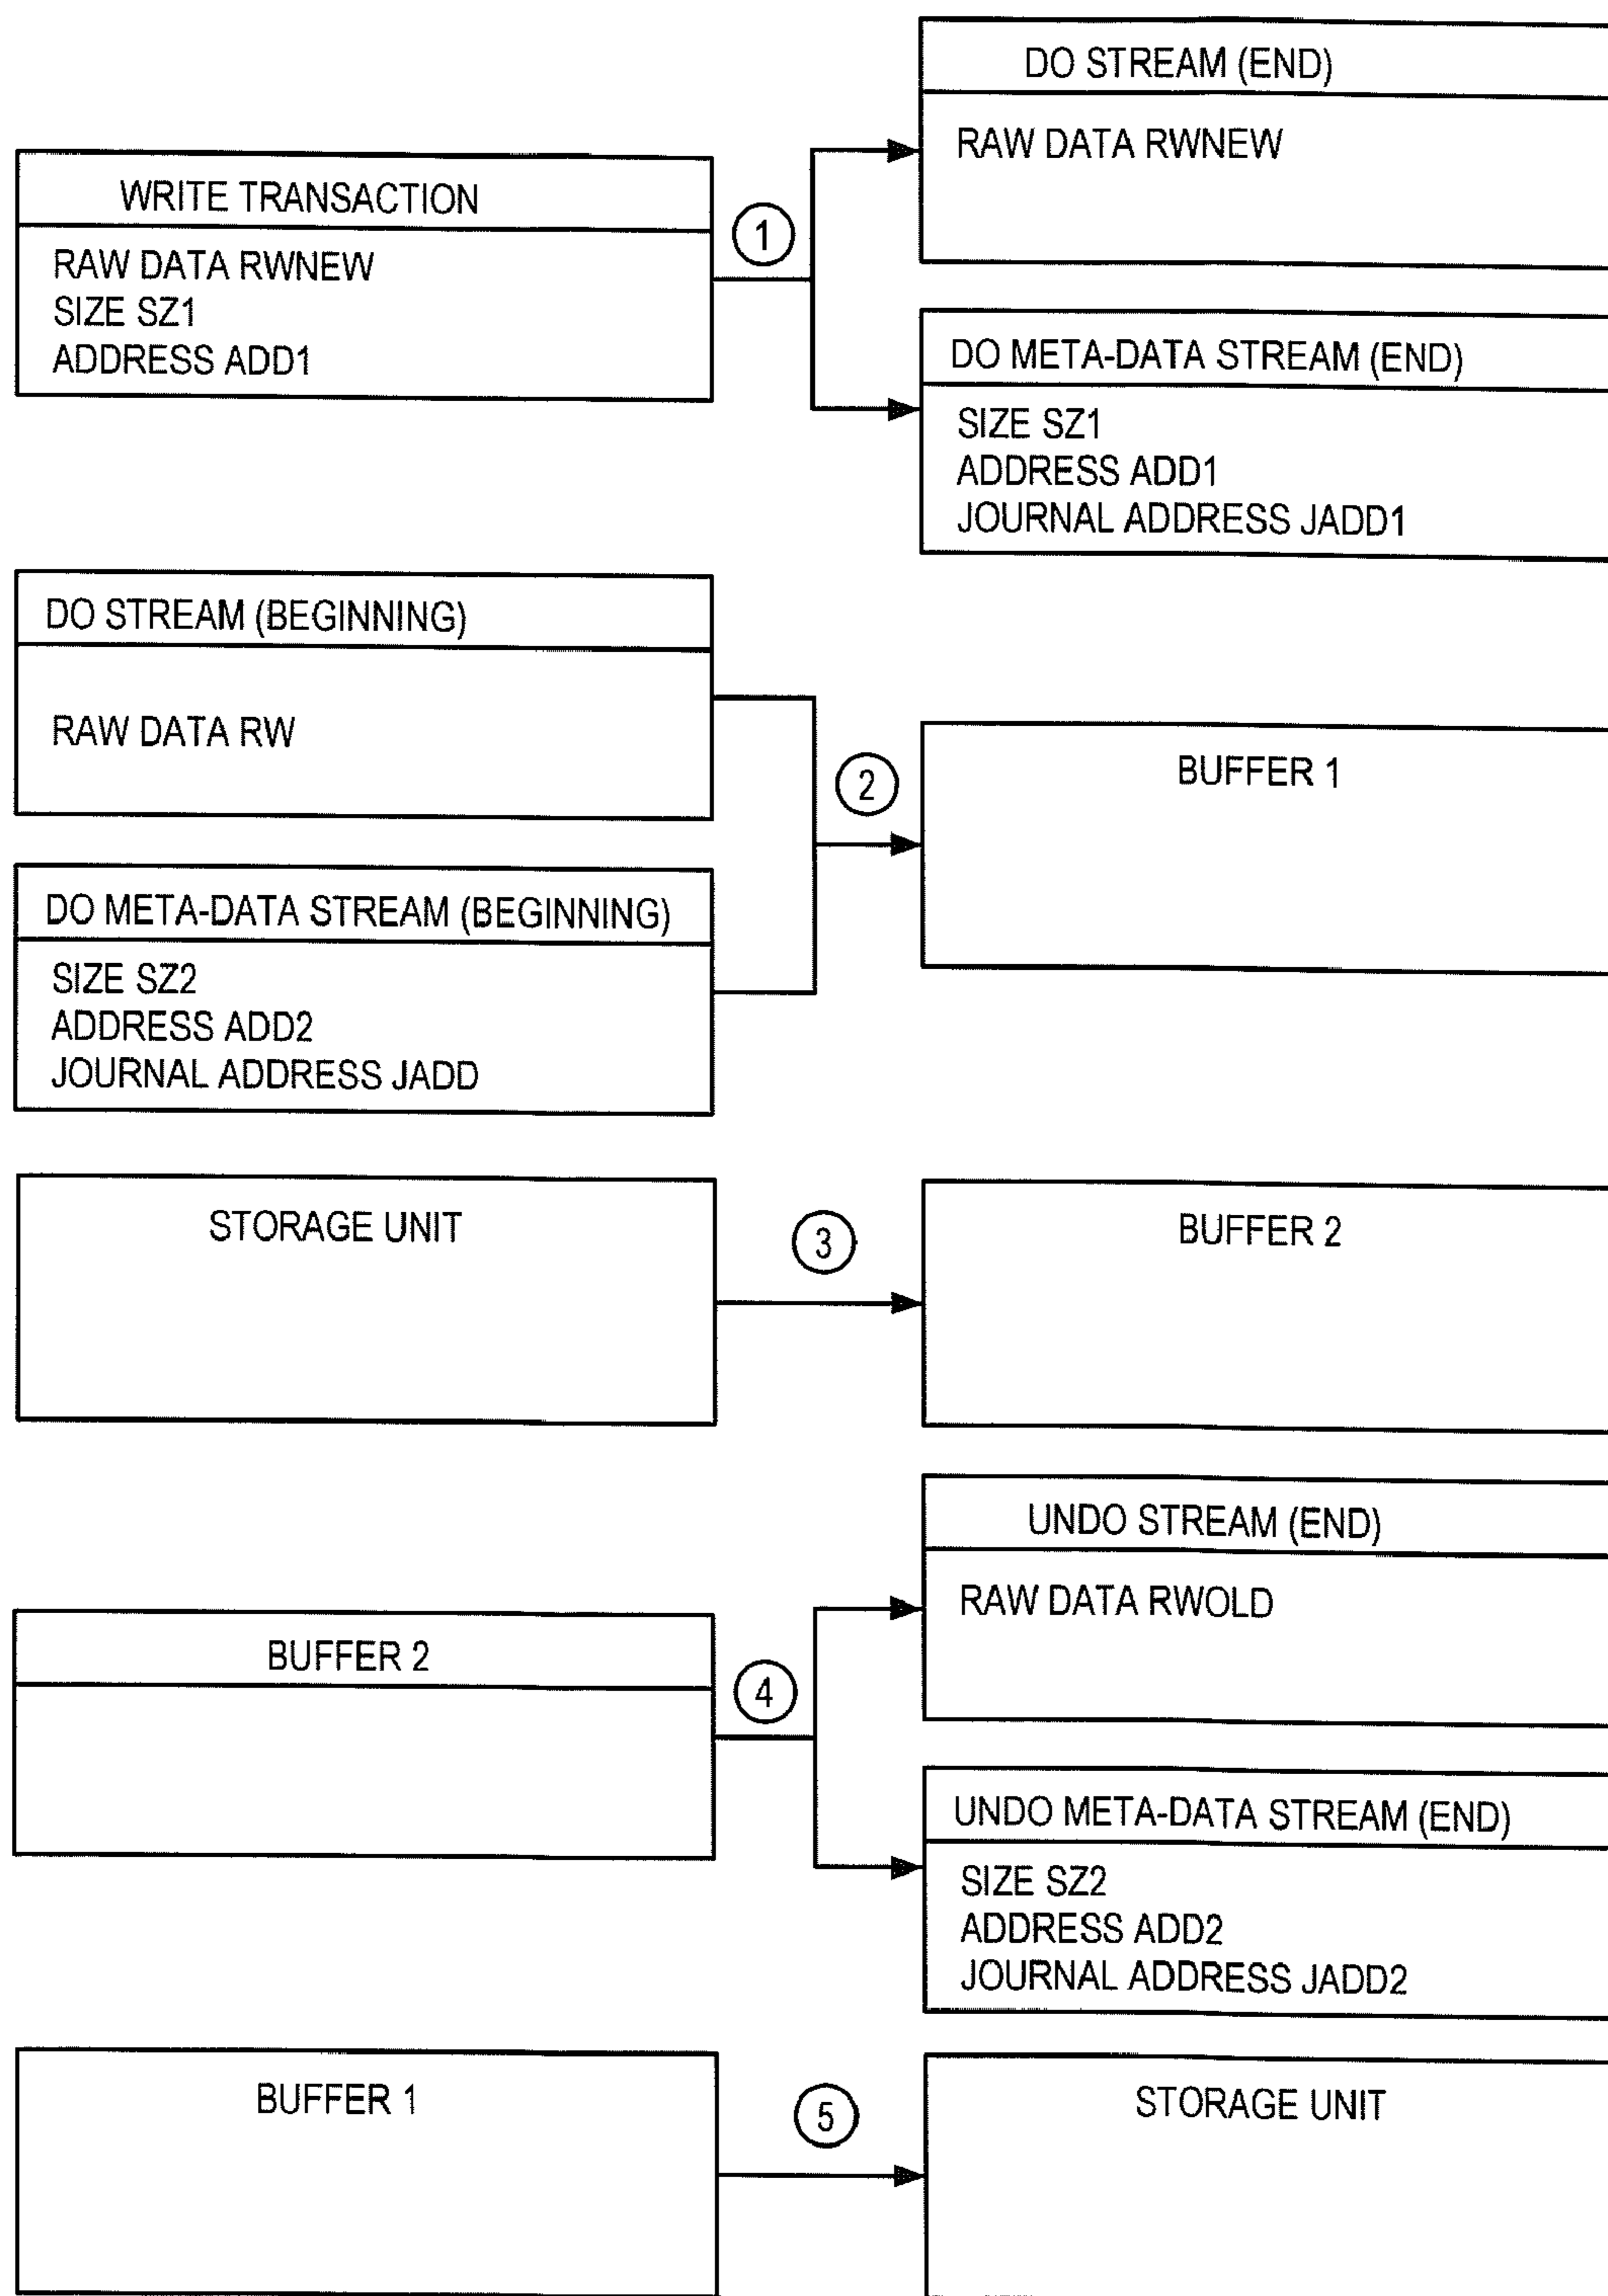 DO STREAM (END)
RAW DATA RWNEW
WRITE TRANSACTION
RAW DATA RWNEW
SIZE SZ1
ADDRESS ADD1
1
DO META-DATA STREAM (END)
SIZE SZ1
ADDRESS ADD1
JOURNAL ADDRESS JADD1
DO STREAM (BEGINNING)
RAW DATA RW
2
BUFFER 1
DO META-DATA STREAM (BEGINNING)
SIZE SZ2
ADDRESS ADD2
JOURNAL ADDRESS JADD
STORAGE UNIT
3
BUFFER 2
UNDO STREAM (END)
RAW DATA RWOLD
BUFFER 2
4
UNDO META-DATA STREAM (END)
SIZE SZ2
ADDRESS ADD2
JOURNAL ADDRESS JADD2
BUFFER 1
5
STORAGE UNIT